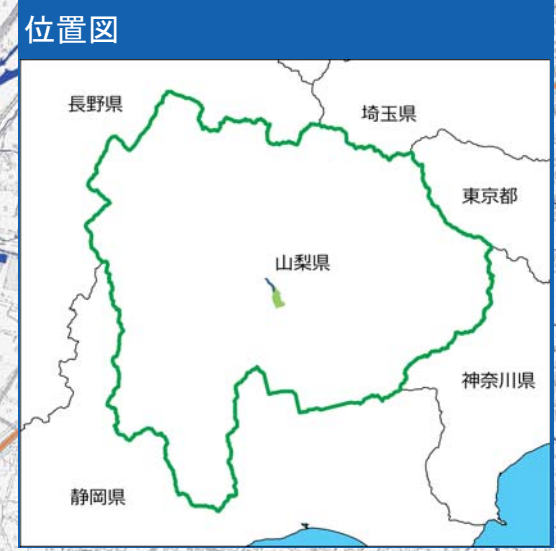 位置図
長野県
埼玉県
東京都
山梨県
神奈川県
静岡県